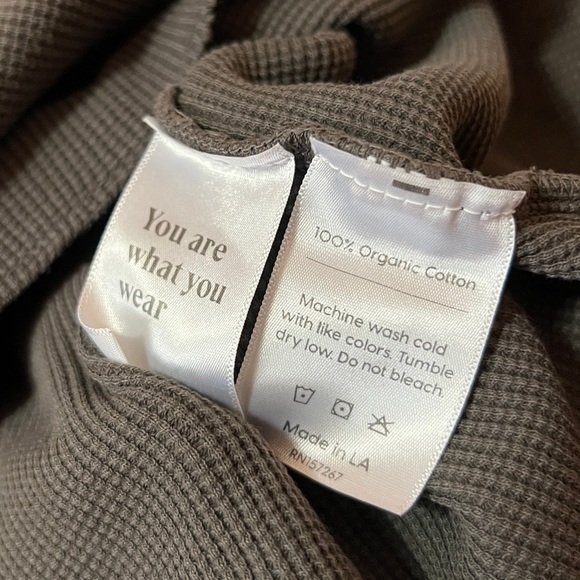 You are
what you
wear
100% Organic Cotton
Machine wash cold
with like colors. Tumble
dry low. Do not bleach.
Made in LA
RN157267